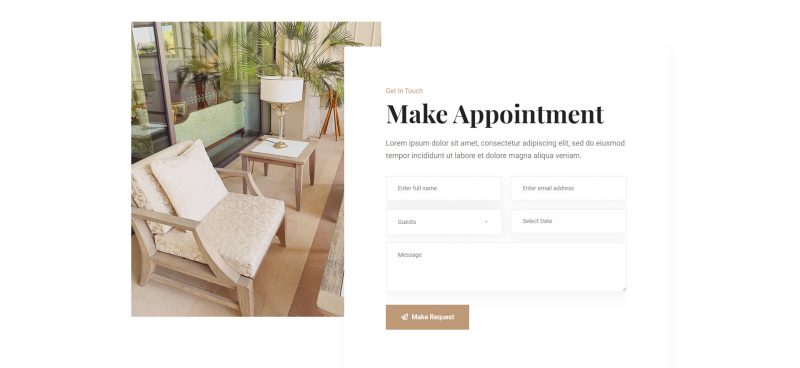 Get In Touch
Make Appointment
Lorem ipsum dolor sit amet, consectetur adipiscing elit, sed do eiusmod
tempor incididunt ut labore et dolore magna aliqua veniam.
Enter full name
Enter email address
Guests
Select Date
Message
Make Request